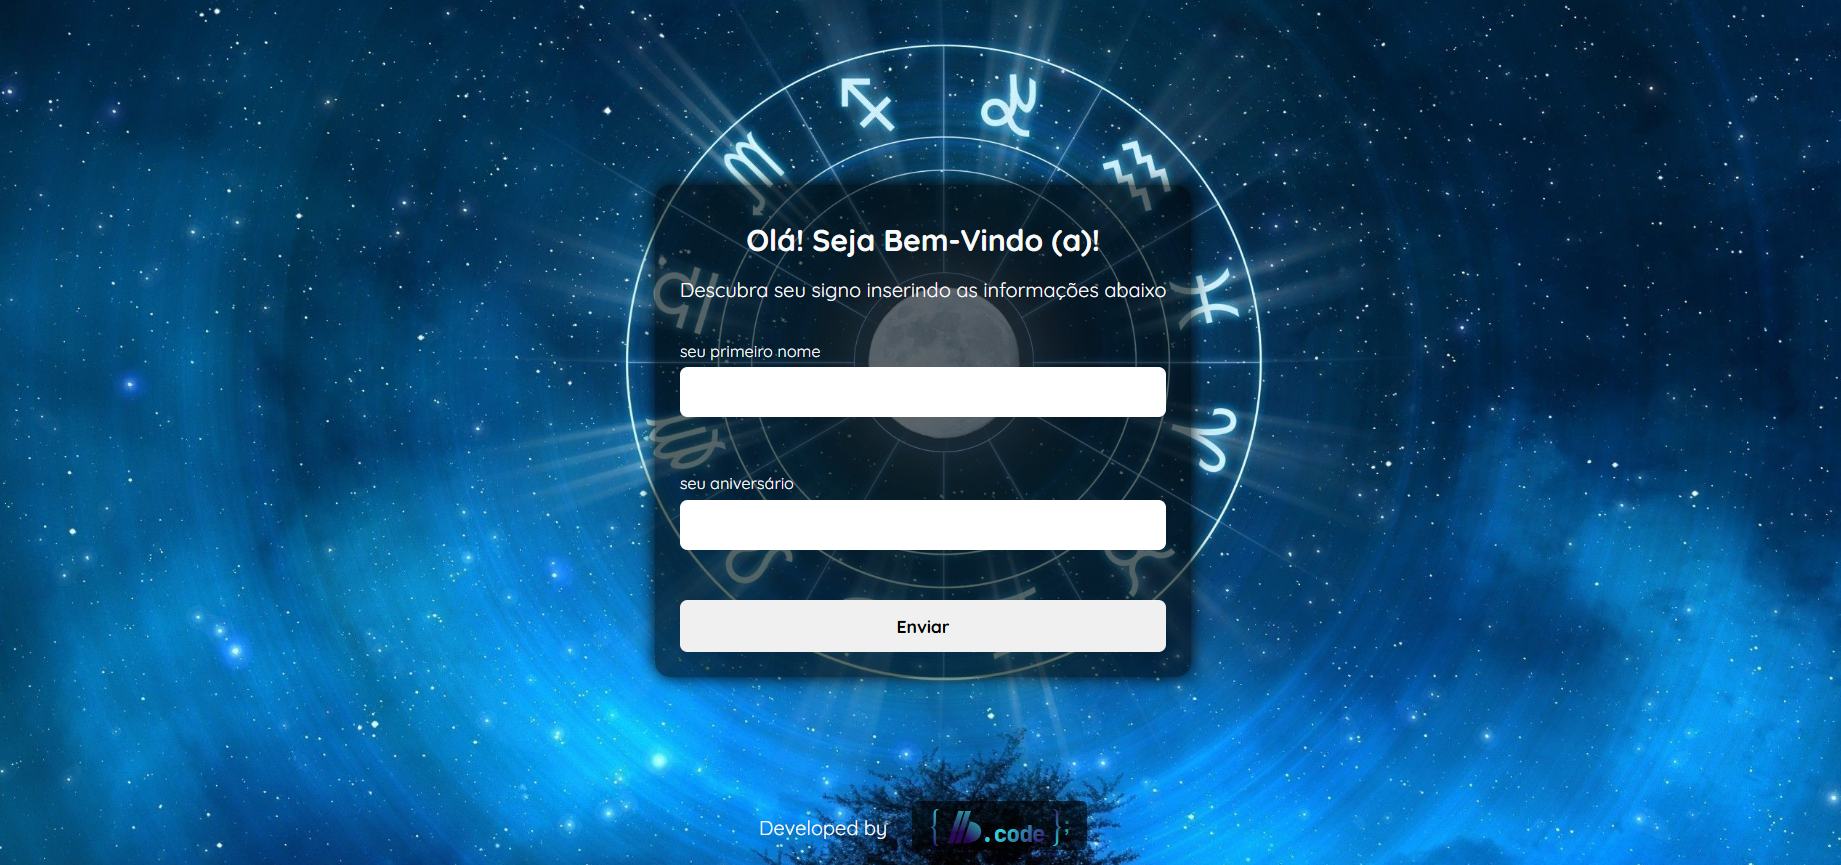 Olá! Seja Bem-Vindo (a)!
Descubra seu signo inserindo as informações abaixo
seu primeiro nome
seu aniversário
Enviar
Developed by
{ b.code };